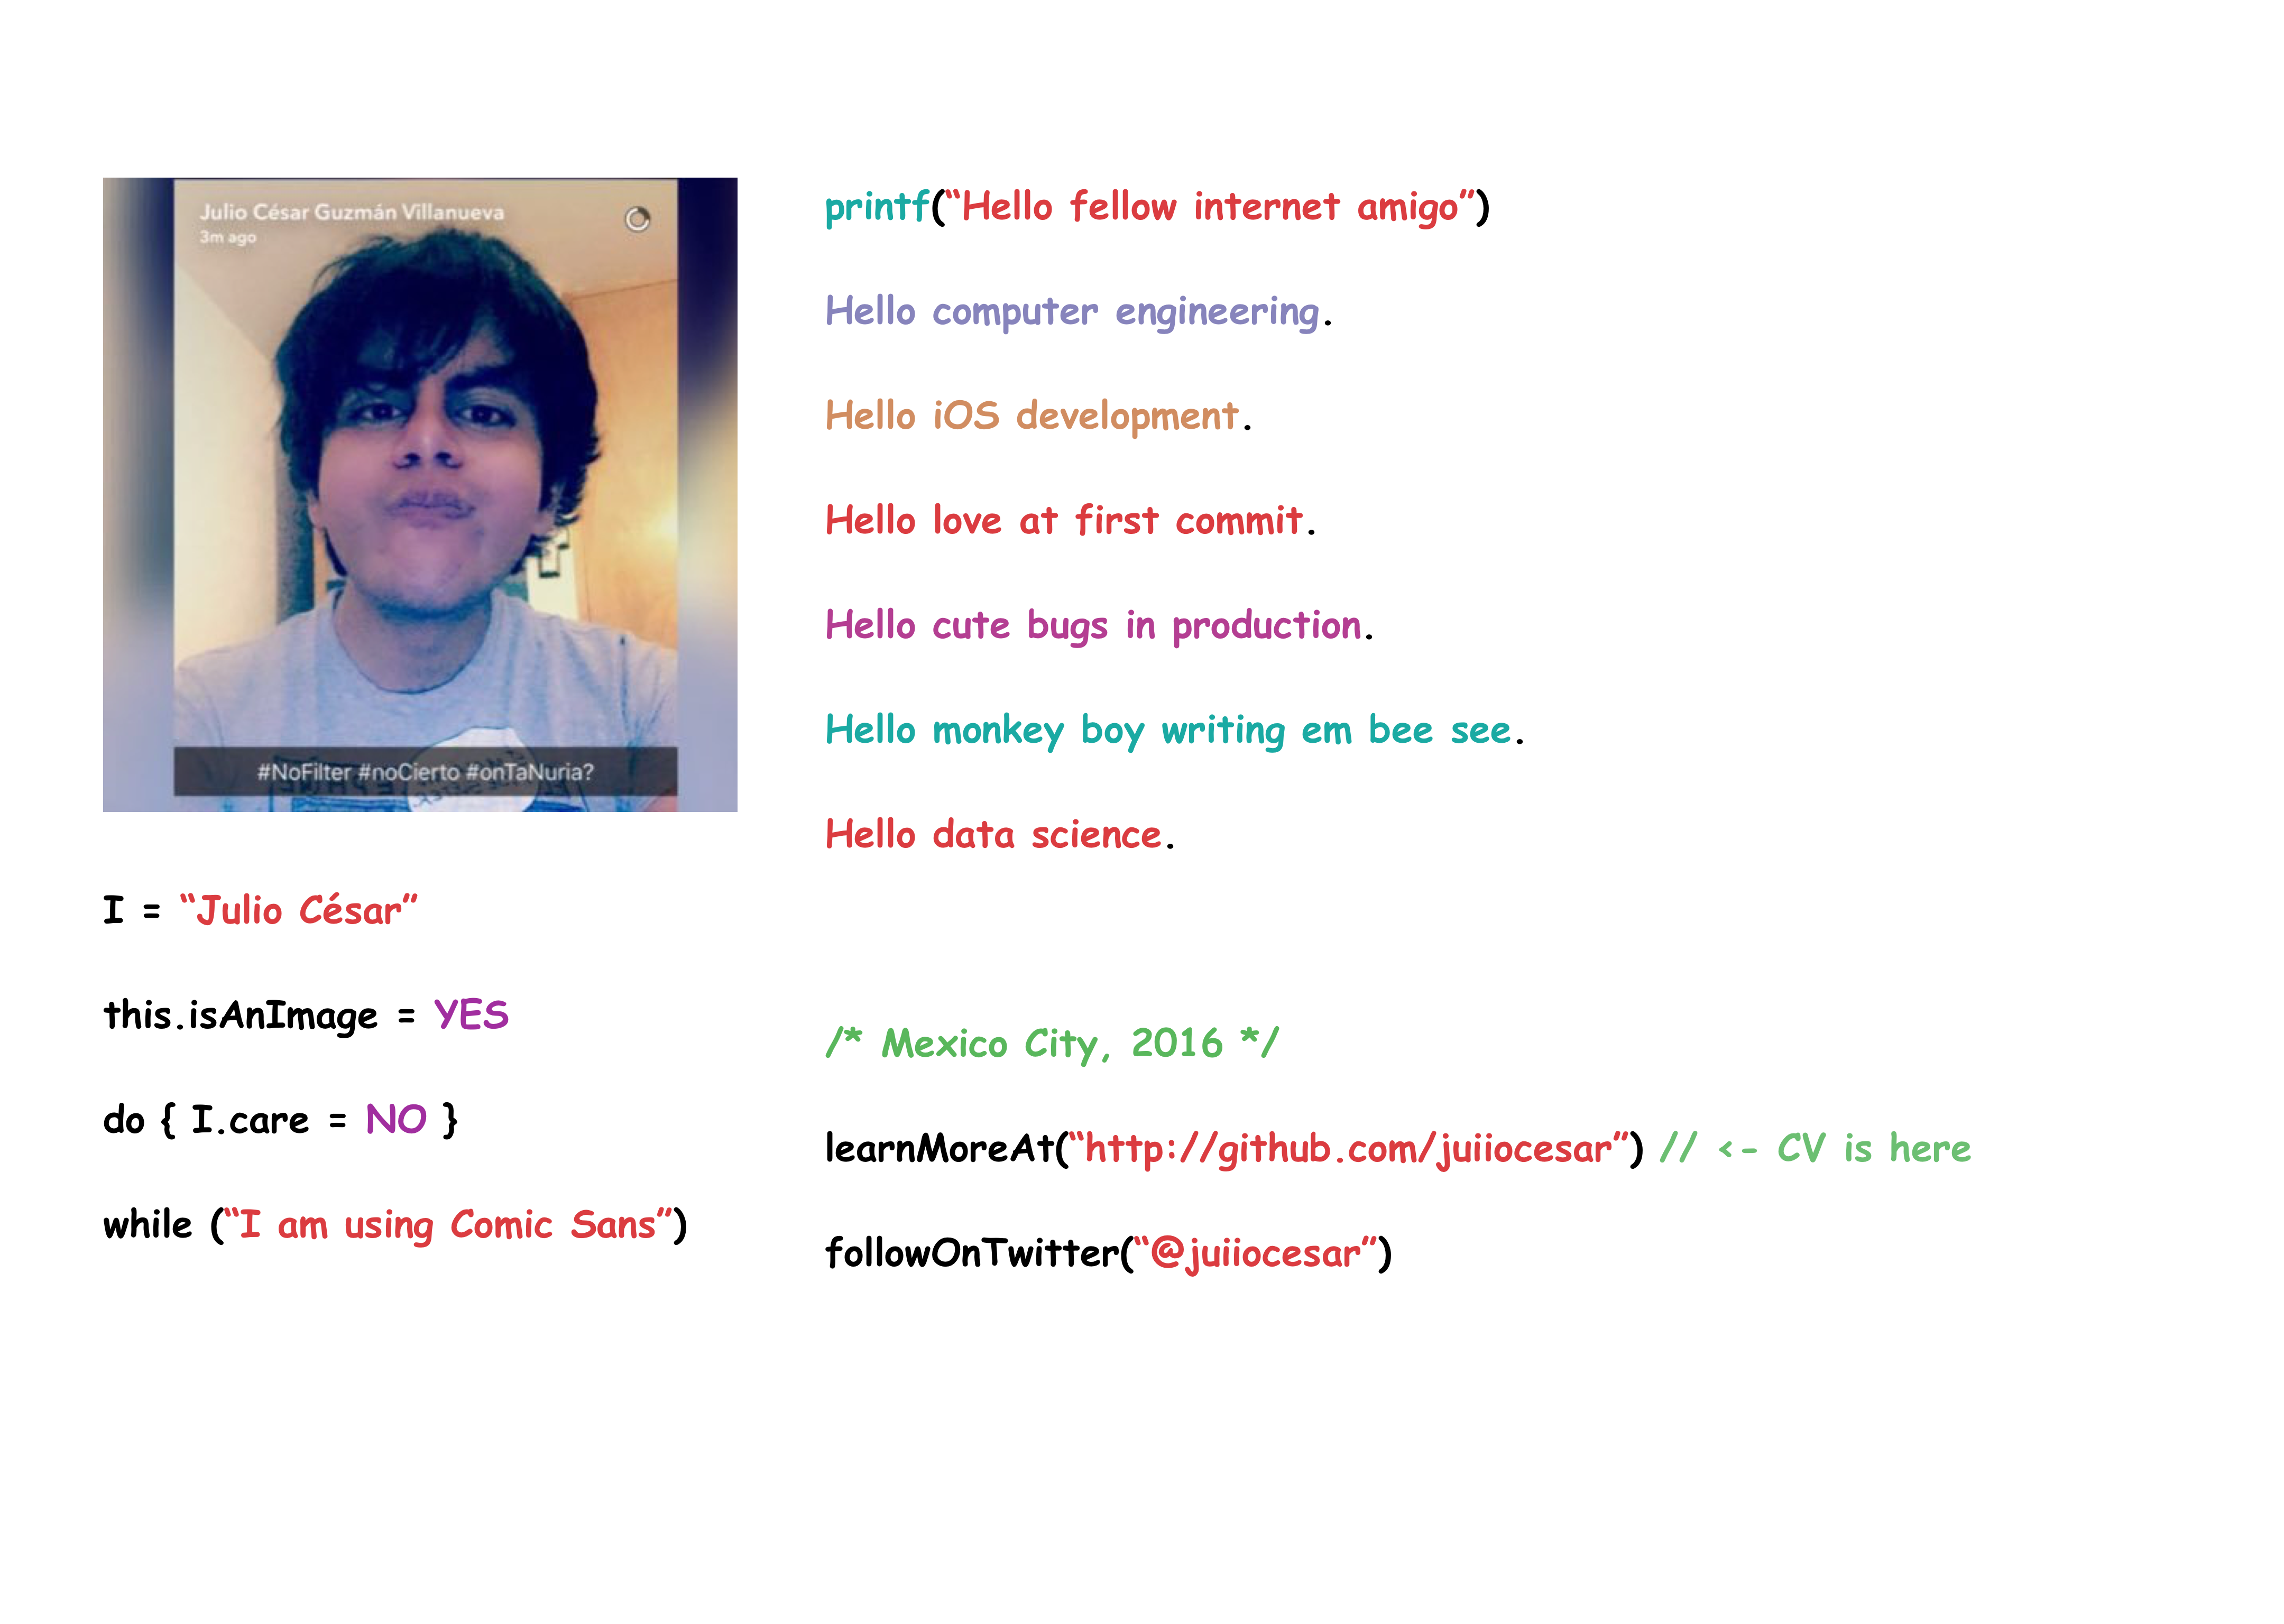 Julio César Guzmán Villanueva
3m ago
#NoFilter #noCierto #onTaNuria?
I = “Julio César”
this.isAnImage = YES
do { I.care = NO }
while (“I am using Comic Sans”)
printf(“Hello fellow internet amigo”)
Hello computer engineering.
Hello iOS development.
Hello love at first commit.
Hello cute bugs in production.
Hello monkey boy writing em bee see.
Hello data science.
/* Mexico City, 2016 */
learnMoreAt(“http://github.com/juiiocesar”) // <- CV is here
followOnTwitter(“@juiiocesar”)